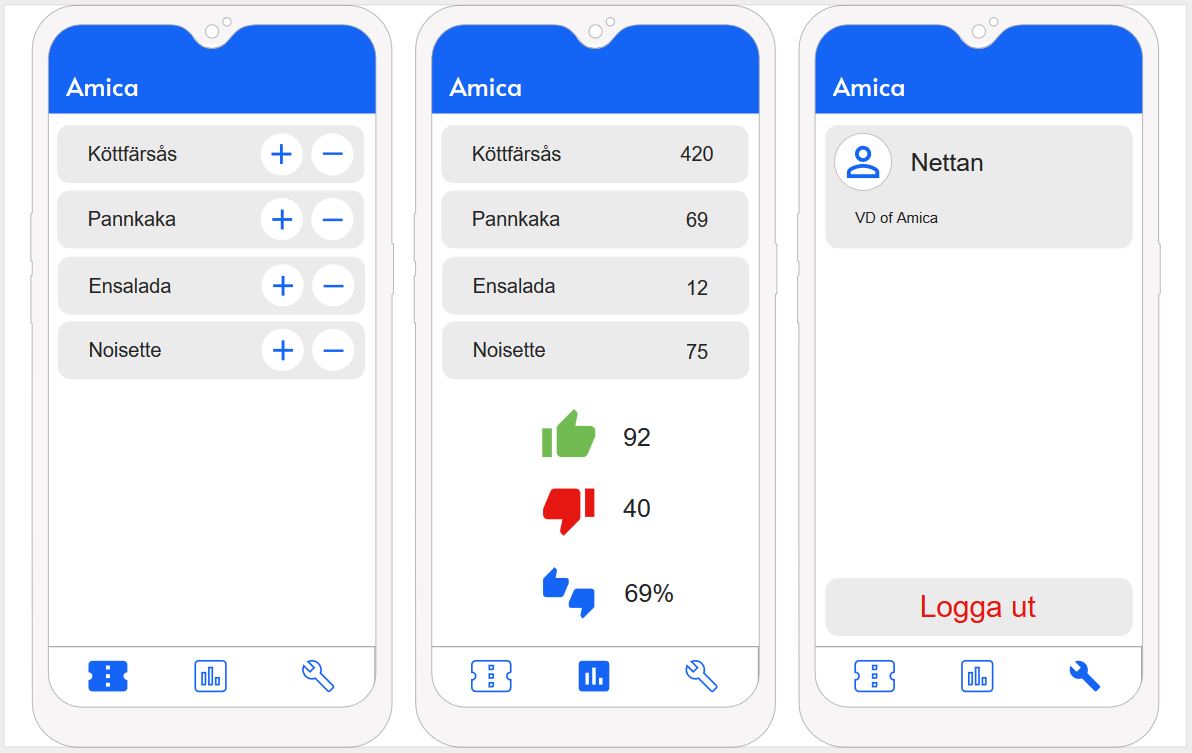 Amica
Köttfärsås
Pannkaka
Ensalada
Noisette
Amica
Köttfärsås 420
Pannkaka 69
Ensalada 12
Noisette 75
92
40
69%
Amica
Nettan
VD of Amica
Logga ut